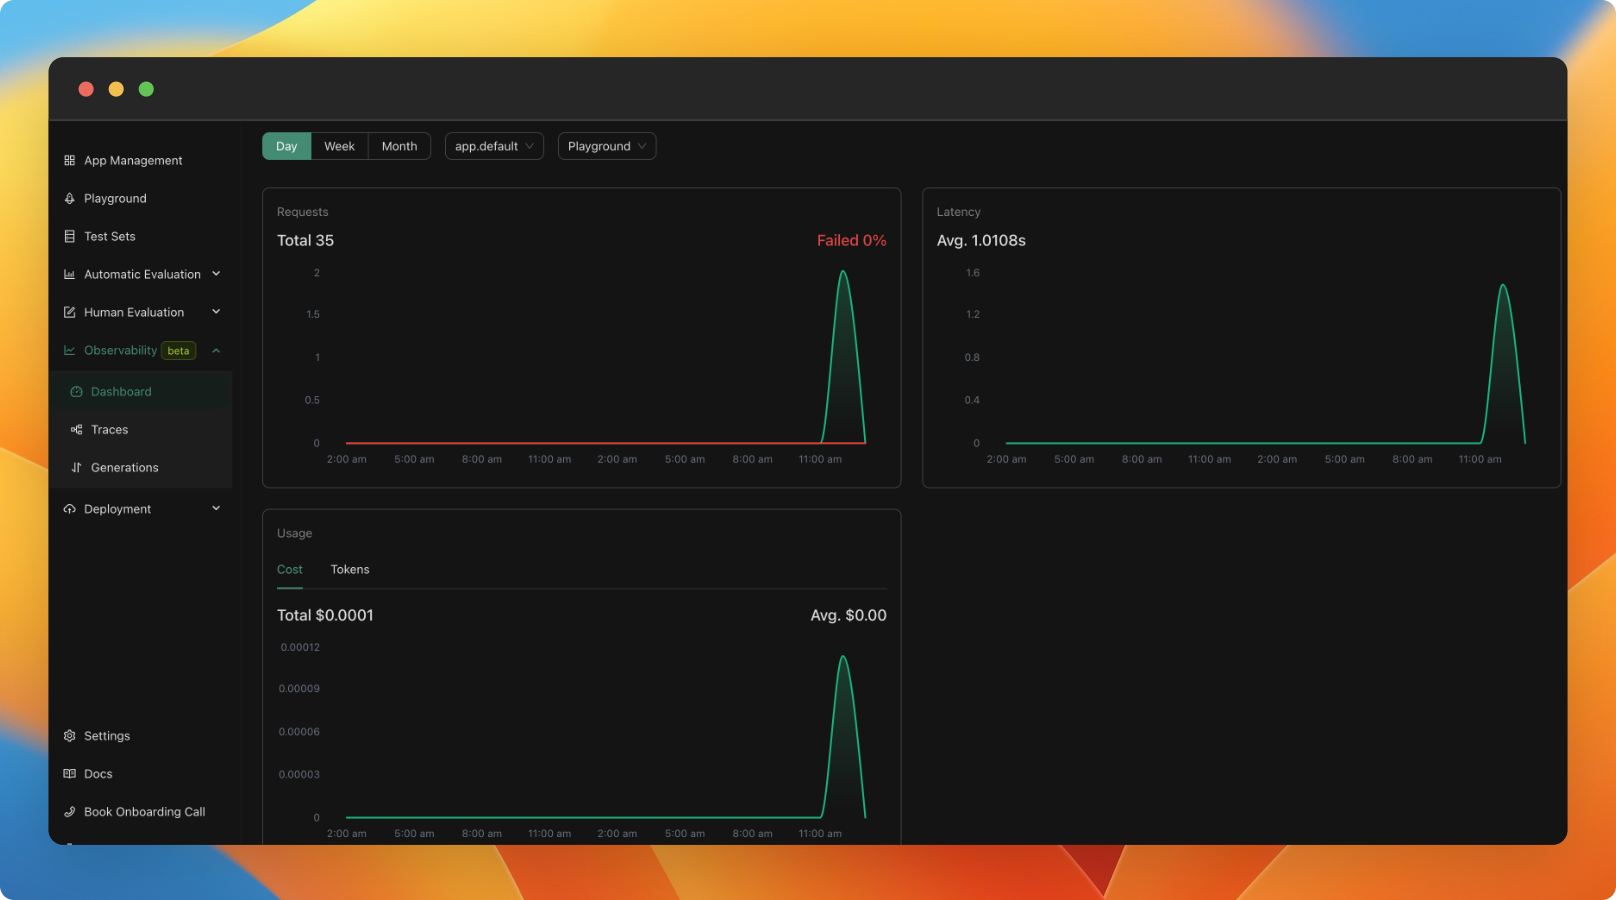 App Management
Playground
Test Sets
Automatic Evaluation
Human Evaluation
Observability beta
Dashboard
Traces
Generations
Deployment
Settings
Docs
Book Onboarding Call
Day Week Month app.default Playground
Requests
Total 35 Failed 0%
2
1.5
1
0.5
0
2:00 am 5:00 am 8:00 am 11:00 am 2:00 am 5:00 am 8:00 am 11:00 am
Latency
Avg. 1.0108s
1.6
1.2
0.8
0.4
0
2:00 am 5:00 am 8:00 am 11:00 am 2:00 am 5:00 am 8:00 am 11:00 am
Usage
Cost Tokens
Total $0.0001 Avg. $0.00
0.00012
0.00009
0.00006
0.00003
0
2:00 am 5:00 am 8:00 am 11:00 am 2:00 am 5:00 am 8:00 am 11:00 am